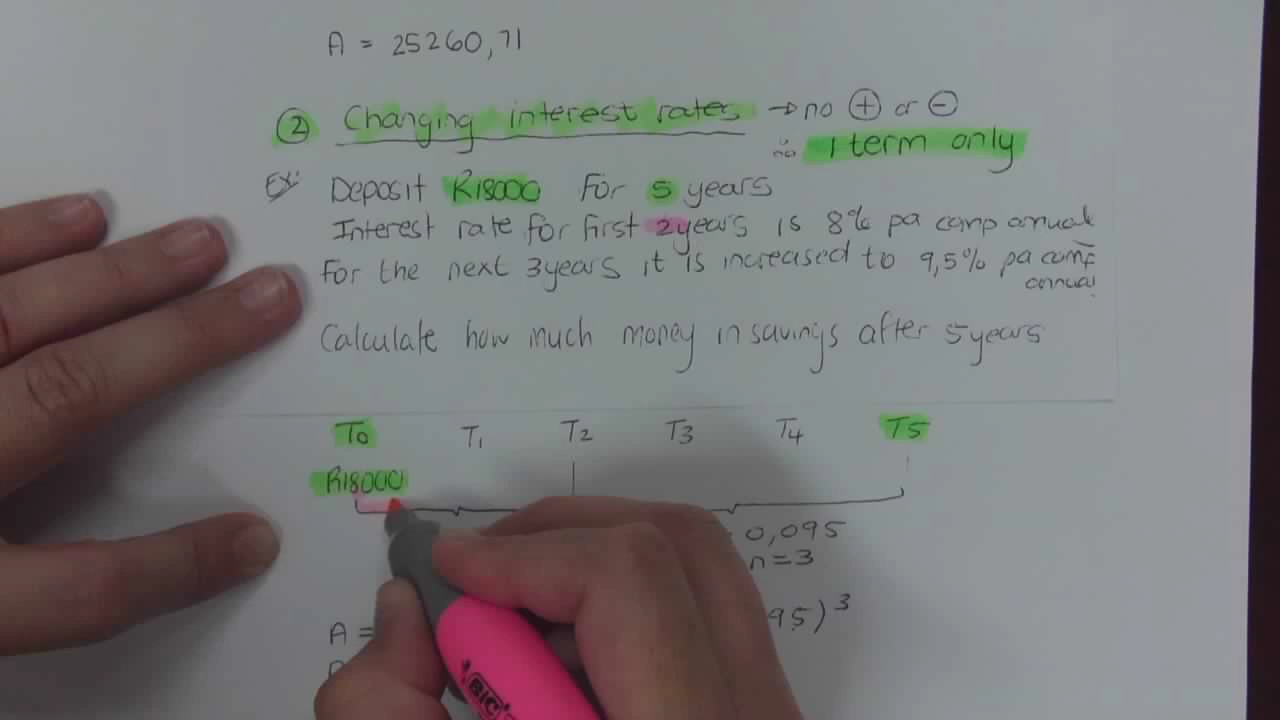 A = 25260,71
② Changing interest rates → no ⊕ or ⊖
∴ 1 term only
Ex: Deposit R18000 for 5 years
Interest rate for first 2years is 8% pa comp annual
For the next 3years it is increased to 9,5% pa comp
annual
Calculate how much money in savings after 5years
T0 T1 T2 T3 T4 T5
R18000
0,095
n=3
A = 95)³
BIC